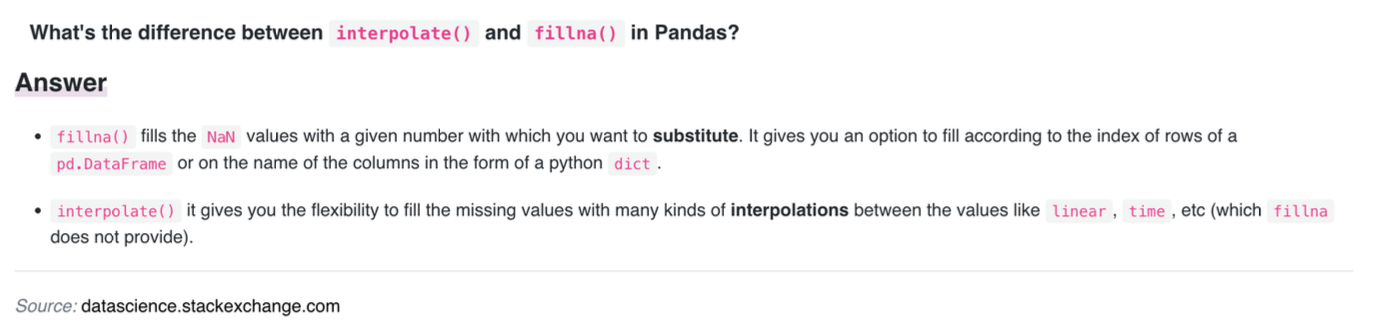 What's the difference between interpolate() and fillna() in Pandas?
Answer
• fillna() fills the NaN values with a given number with which you want to substitute. It gives you an option to fill according to the index of rows of a
pd.DataFrame or on the name of the columns in the form of a python dict .
• interpolate() it gives you the flexibility to fill the missing values with many kinds of interpolations between the values like linear , time , etc (which fillna
does not provide).
Source: datascience.stackexchange.com